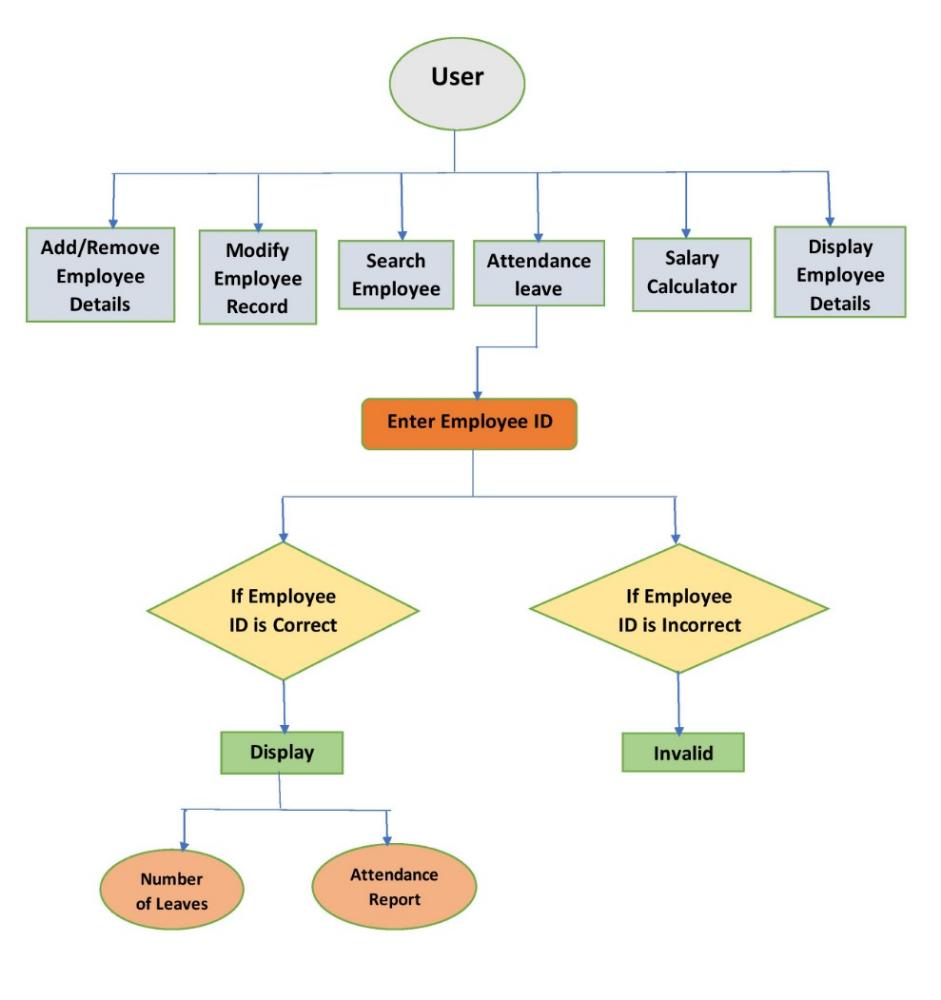 User
Add/Remove
Employee
Details
Modify
Employee
Record
Search
Employee
Attendance
leave
Salary
Calculator
Display
Employee
Details
Enter Employee ID
If Employee
ID is Correct
If Employee
ID is Incorrect
Display
Invalid
Number
of Leaves
Attendance
Report